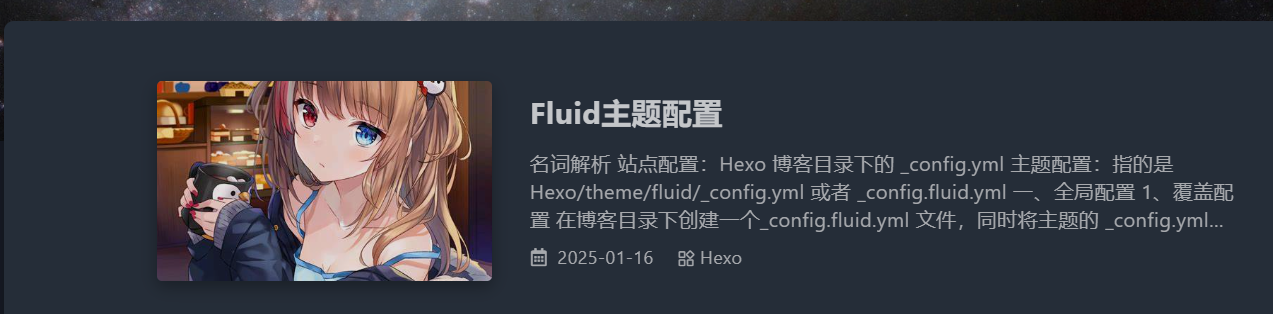 Fluid主题配置
名词解析 站点配置：Hexo 博客目录下的 _config.yml 主题配置：指的是
Hexo/theme/fluid/_config.yml 或者 _config.fluid.yml 一、全局配置 1、覆盖配
置 在博客目录下创建一个_config.fluid.yml 文件，同时将主题的 _config.yml...
2025-01-16 Hexo